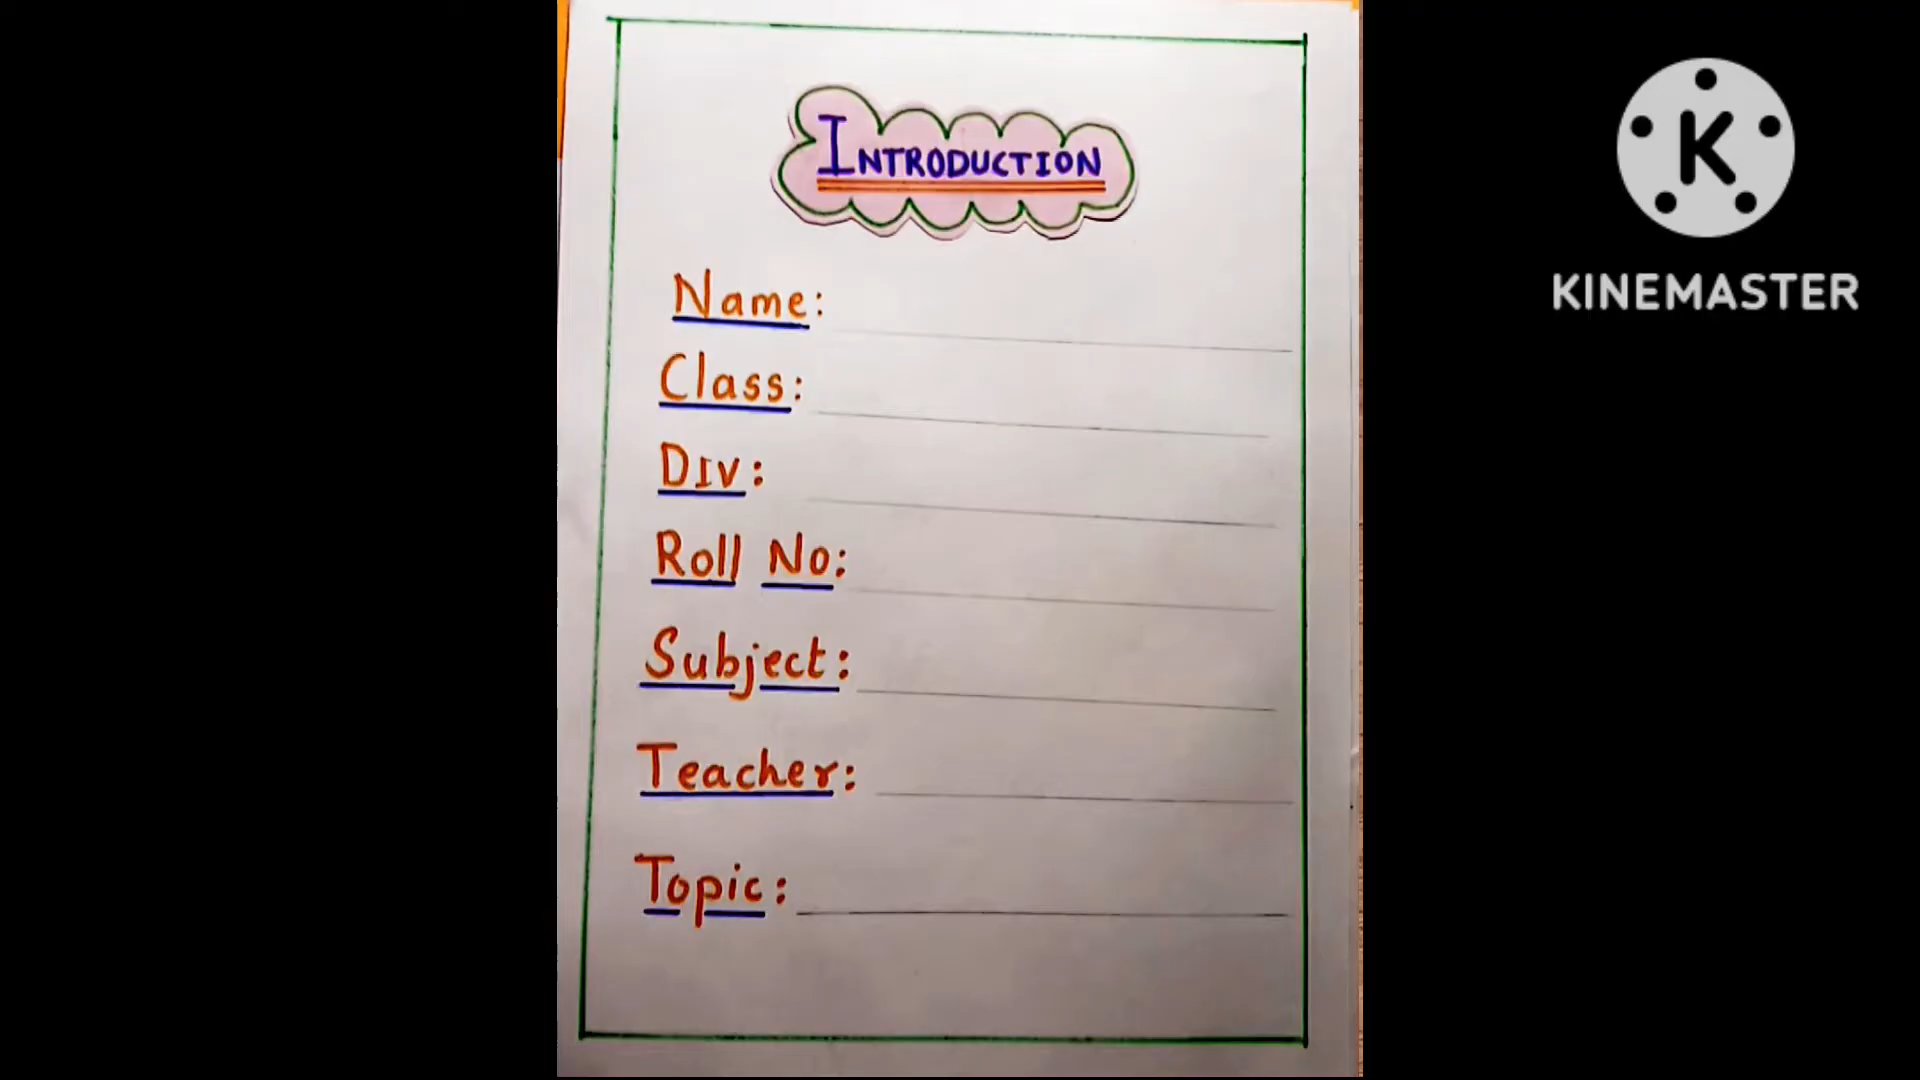 INTRODUCTION
Name:
Class:
DIV:
Roll No:
Subject:
Teacher:
Topic:
K
KINEMASTER